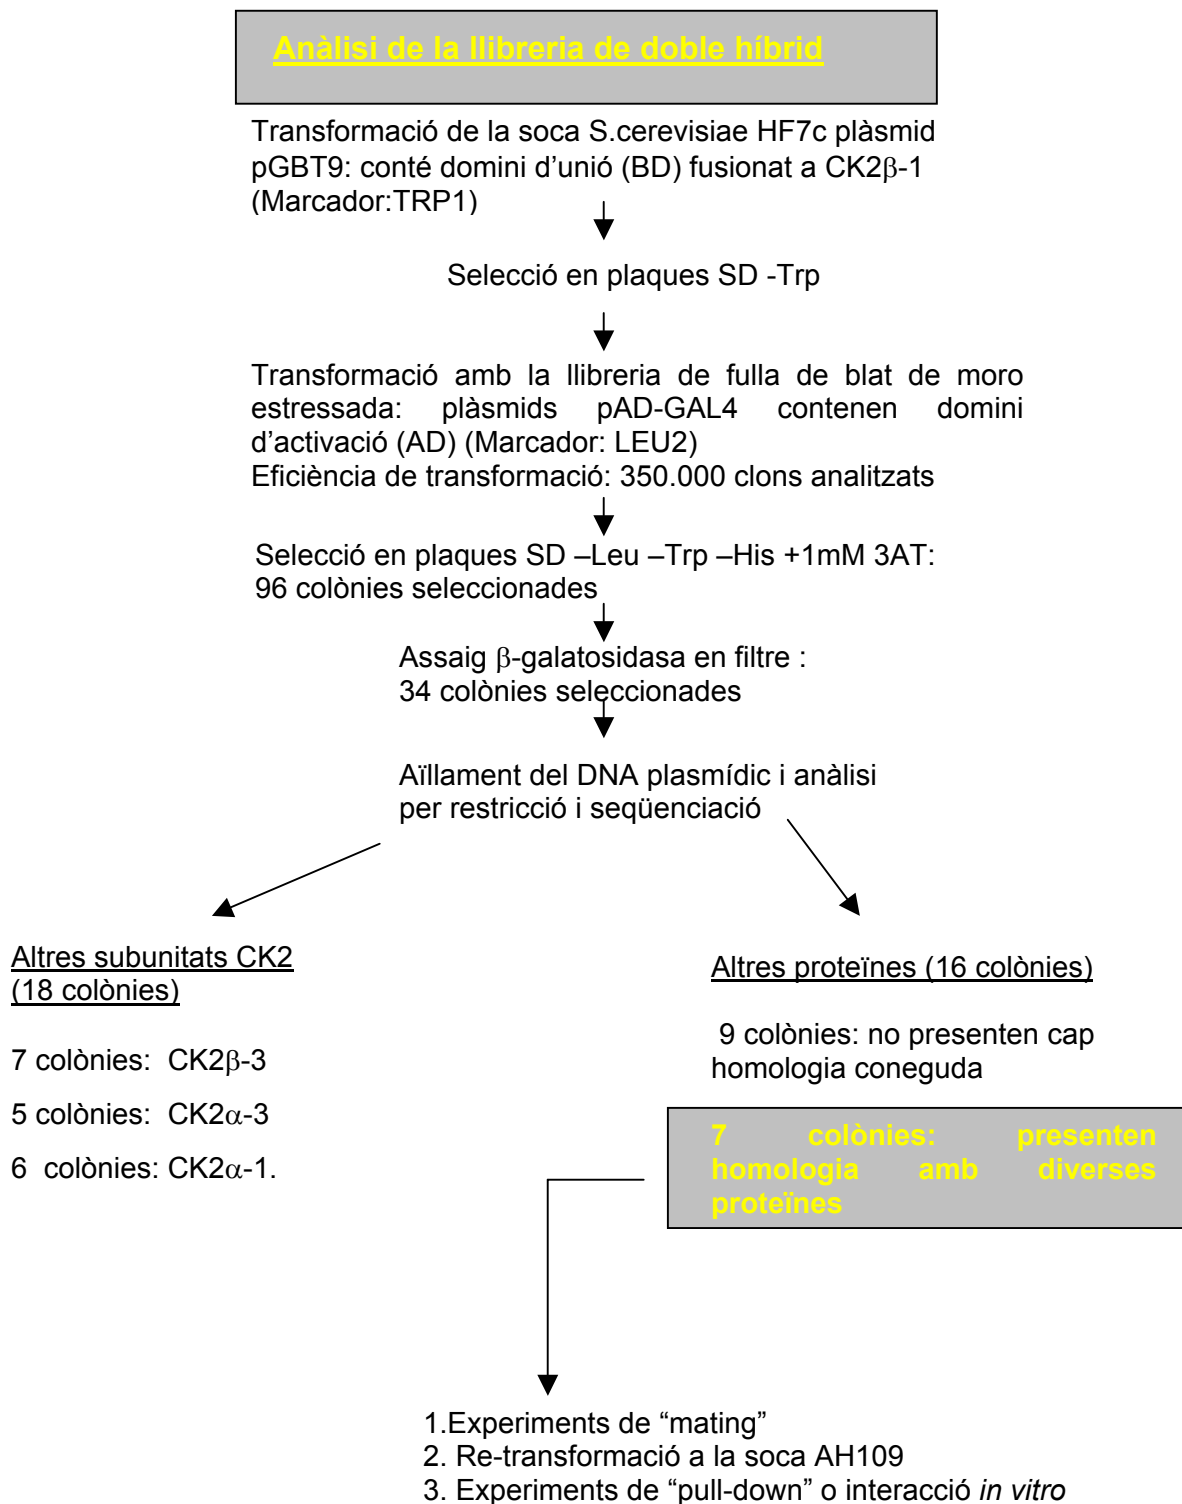 Anàlisi de la llibreria de doble híbrid
Transformació de la soca S.cerevisiae HF7c plàsmid
pGBT9: conté domini d’unió (BD) fusionat a CK2β-1
(Marcador:TRP1)
Selecció en plaques SD -Trp
Transformació amb la llibreria de fulla de blat de moro
estressada: plàsmids pAD-GAL4 contenen domini
d’activació (AD) (Marcador: LEU2)
Eficiència de transformació: 350.000 clons analitzats
Selecció en plaques SD –Leu –Trp –His +1mM 3AT:
96 colònies seleccionades
Assaig β-galatosidasa en filtre :
34 colònies seleccionades
Aïllament del DNA plasmídic i anàlisi
per restricció i seqüenciació
Altres subunitats CK2
(18 colònies)
7 colònies: CK2β-3
5 colònies: CK2α-3
6 colònies: CK2α-1.
Altres proteïnes (16 colònies)
9 colònies: no presenten cap
homologia coneguda
7 colònies: presenten
homologia amb diverses
proteïnes
1.Experiments de “mating”
2. Re-transformació a la soca AH109
3. Experiments de “pull-down” o interacció in vitro